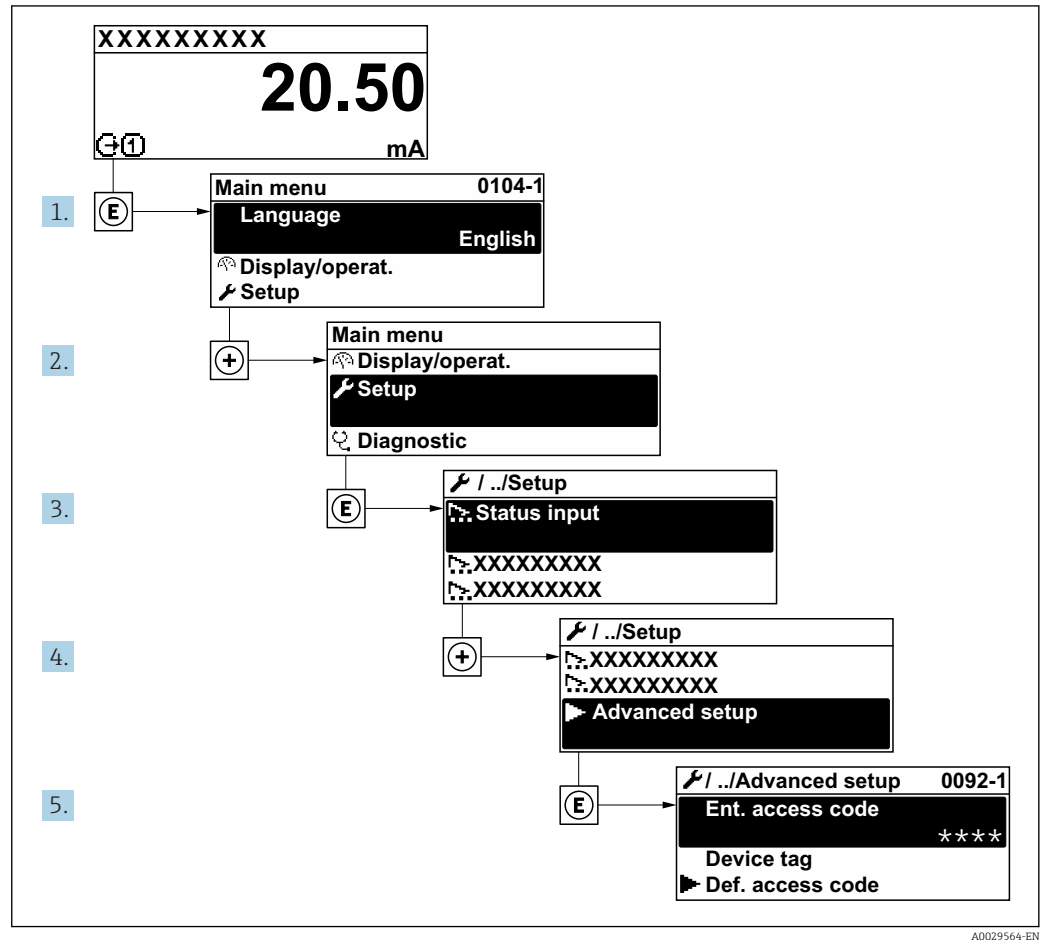 XXXXXXXXX
20.50
1 mA
1. E Main menu 0104-1
Language
English
Display/operat.
Setup
2. + Main menu
Display/operat.
Setup
Diagnostic
3. E / ../Setup
Status input
XXXXXXXXX
XXXXXXXXX
4. + / ../Setup
XXXXXXXXX
XXXXXXXXX
Advanced setup
5. E / ../Advanced setup 0092-1
Ent. access code
****
Device tag
Def. access code
A0029564-EN